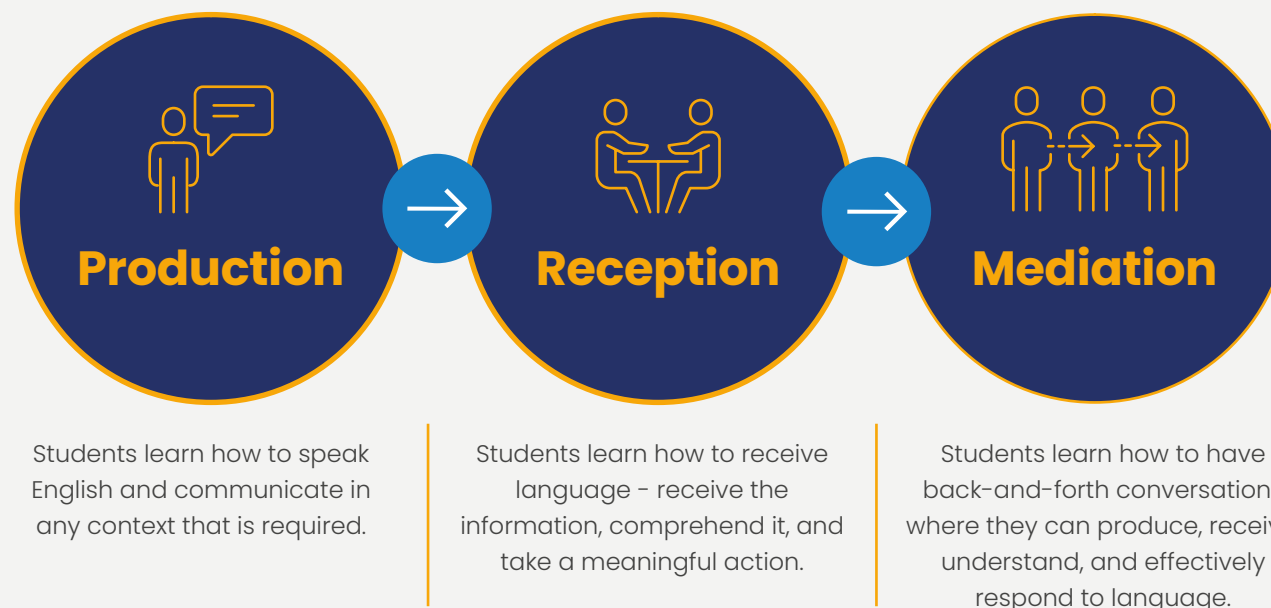 Production
Reception
Mediation
Students learn how to speak
English and communicate in
any context that is required.
Students learn how to receive
language - receive the
information, comprehend it, and
take a meaningful action.
Students learn how to have
back-and-forth conversation
where they can produce,
understand, and effectively
respond to language.